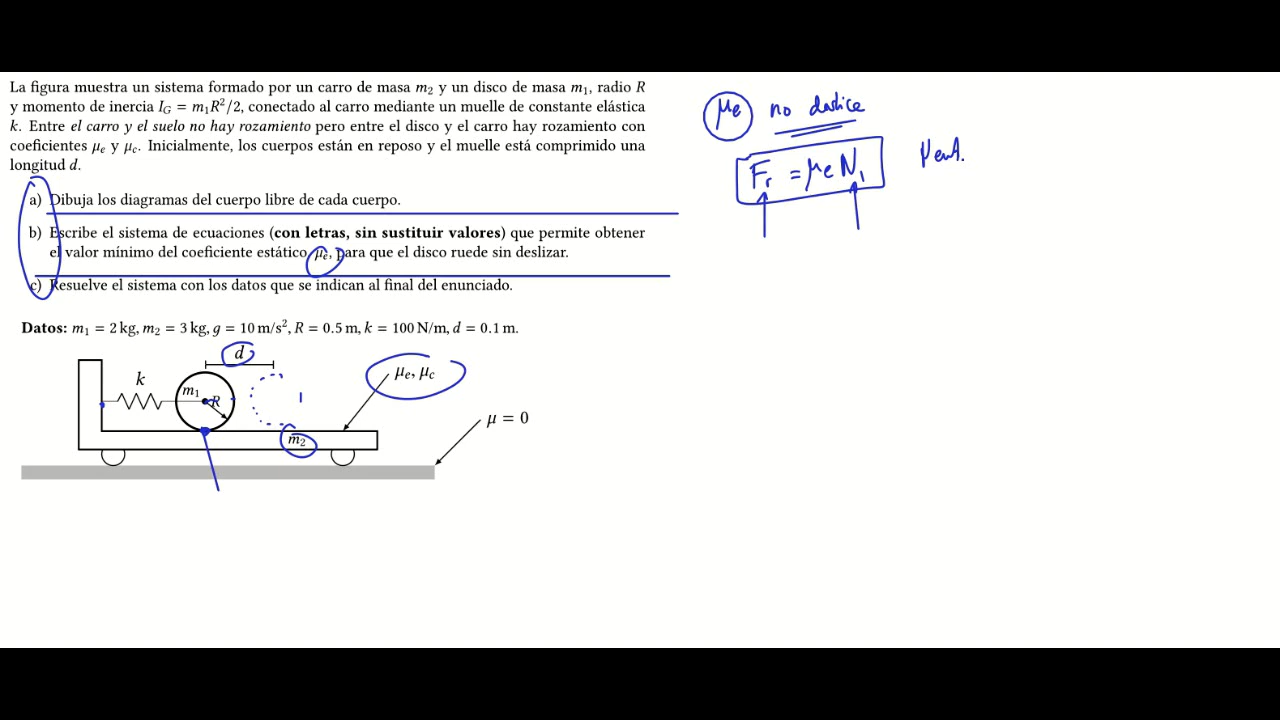 La figura muestra un sistema formado por un carro de masa m₂ y un disco de masa m₁, radio R
y momento de inercia I_G = m₁R²/2, conectado al carro mediante un muelle de constante elástica
k. Entre el carro y el suelo no hay rozamiento pero entre el disco y el carro hay rozamiento con
coeficientes μₑ y μ_c. Inicialmente, los cuerpos están en reposo y el muelle está comprimido una
longitud d.
a) Dibuja los diagramas del cuerpo libre de cada cuerpo.
b) Escribe el sistema de ecuaciones (con letras, sin sustituir valores) que permite obtener
el valor mínimo del coeficiente estático, μₑ, para que el disco ruede sin deslizar.
c) Resuelve el sistema con los datos que se indican al final del enunciado.
Datos: m₁ = 2 kg, m₂ = 3 kg, g = 10 m/s², R = 0.5 m, k = 100 N/m, d = 0.1 m.
d
k
m₁
R
μₑ, μ_c
m₂
μ = 0
μe no
Fr = μe N₁